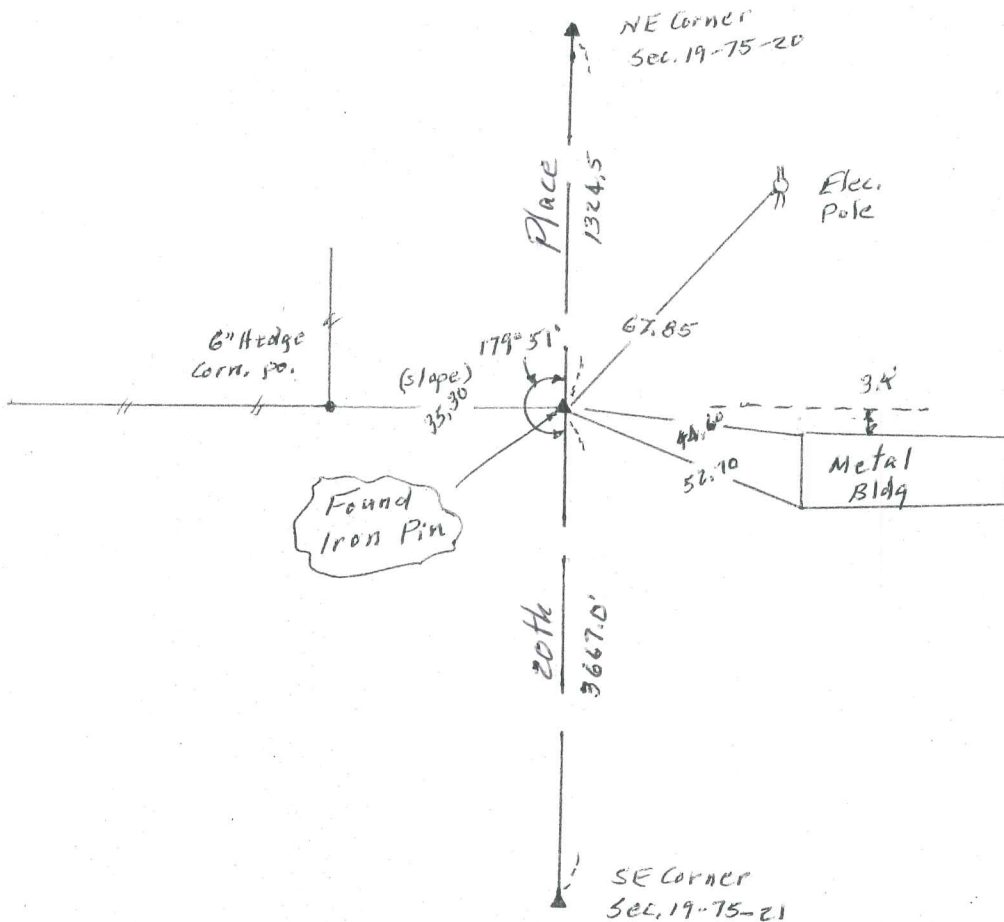 NE Corner
Sec. 19-75-20
Place
1324.5
Elec.
Pole
67.85
6" Hedge
Corn. po.
179° 51'
(slope)
35.30
3.4'
44.60
52.70
Metal
Bldg
Found
Iron Pin
20th
3667.0'
SE Corner
Sec. 19-75-21